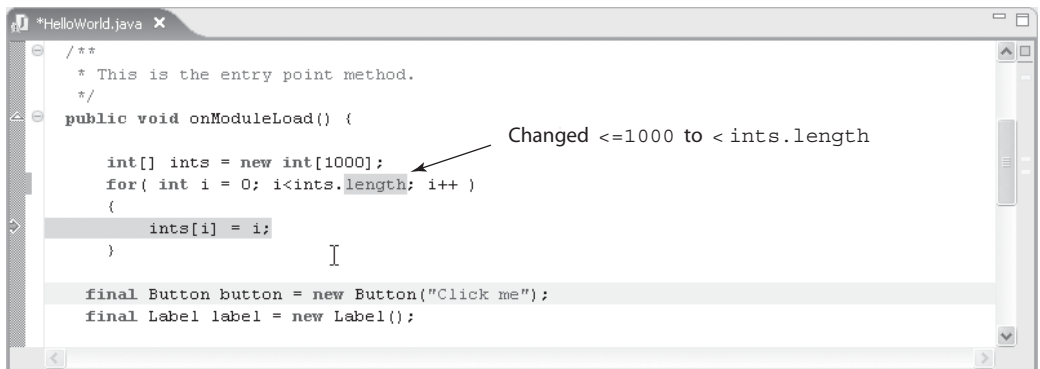 *HelloWorld.java
/**
* This is the entry point method.
*/
public void onModuleLoad() {
Changed <=1000 to < ints.length
int[] ints = new int[1000];
for( int i = 0; i<ints.length; i++ )
{
ints[i] = i;
}
final Button button = new Button("Click me");
final Label label = new Label();